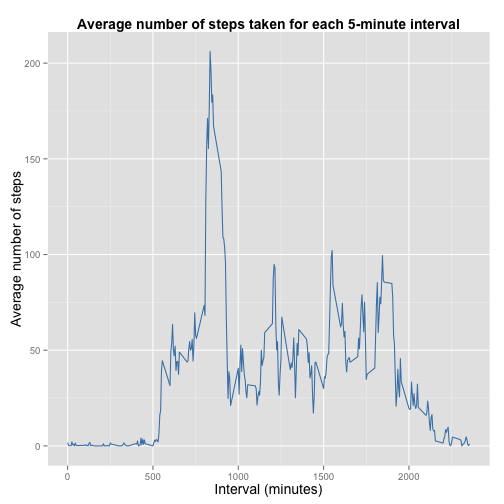 Average number of steps taken for each 5-minute interval
200
150
100
50
0
Average number of steps
0 500 1000 1500 2000
Interval (minutes)